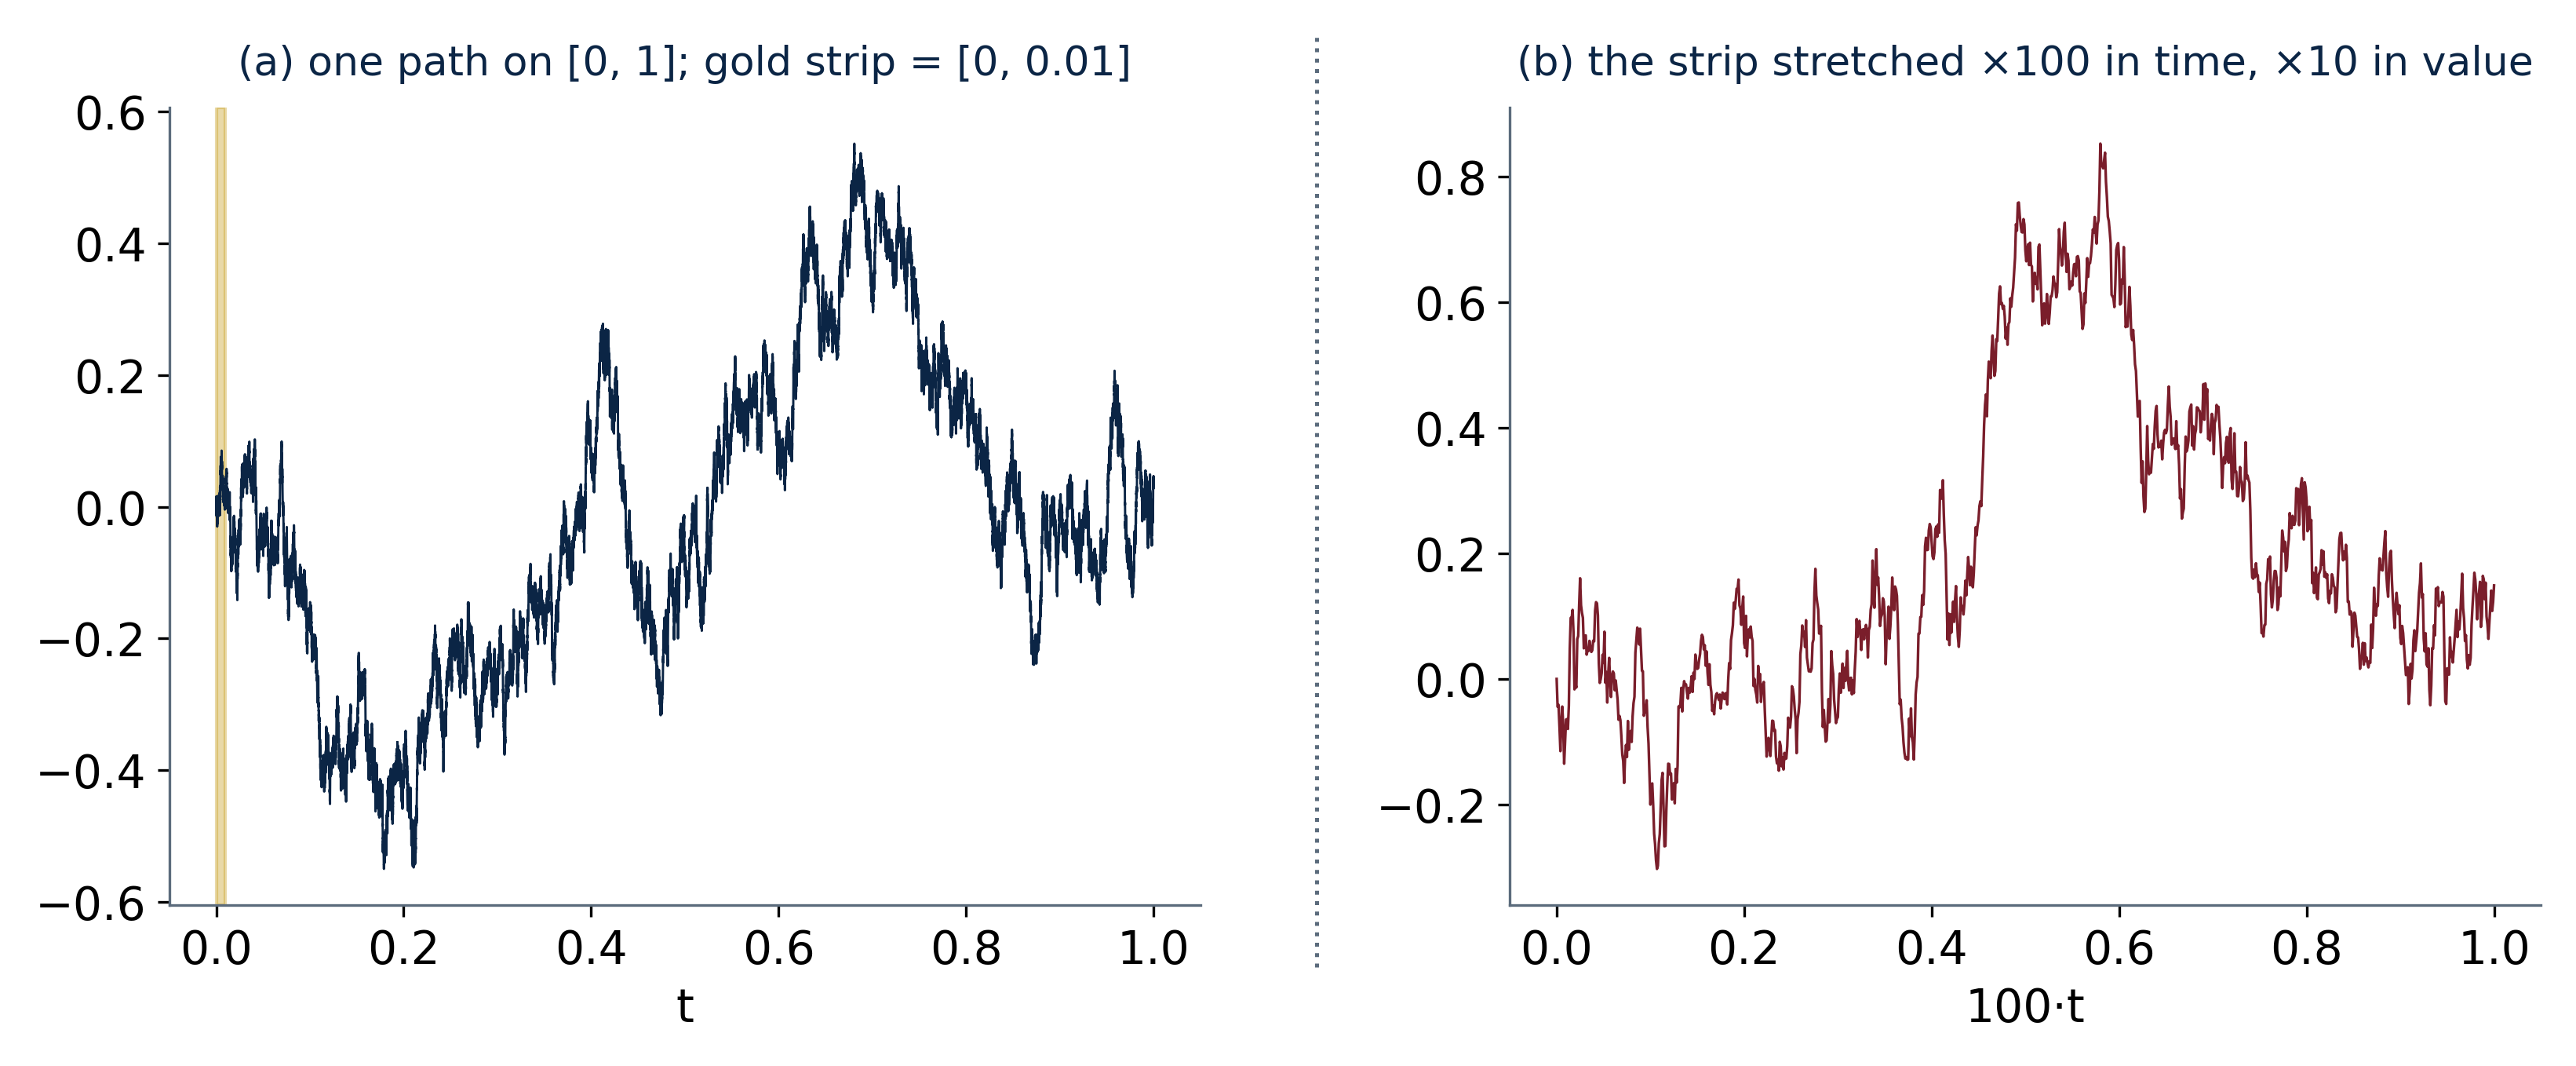 (a) one path on [0, 1]; gold strip = [0, 0.01]
0.6
0.4
0.2
0.0
−0.2
−0.4
−0.6
0.0 0.2 0.4 0.6 0.8 1.0
t
(b) the strip stretched ×100 in time, ×10 in value
0.8
0.6
0.4
0.2
0.0
−0.2
0.0 0.2 0.4 0.6 0.8 1.0
100·t